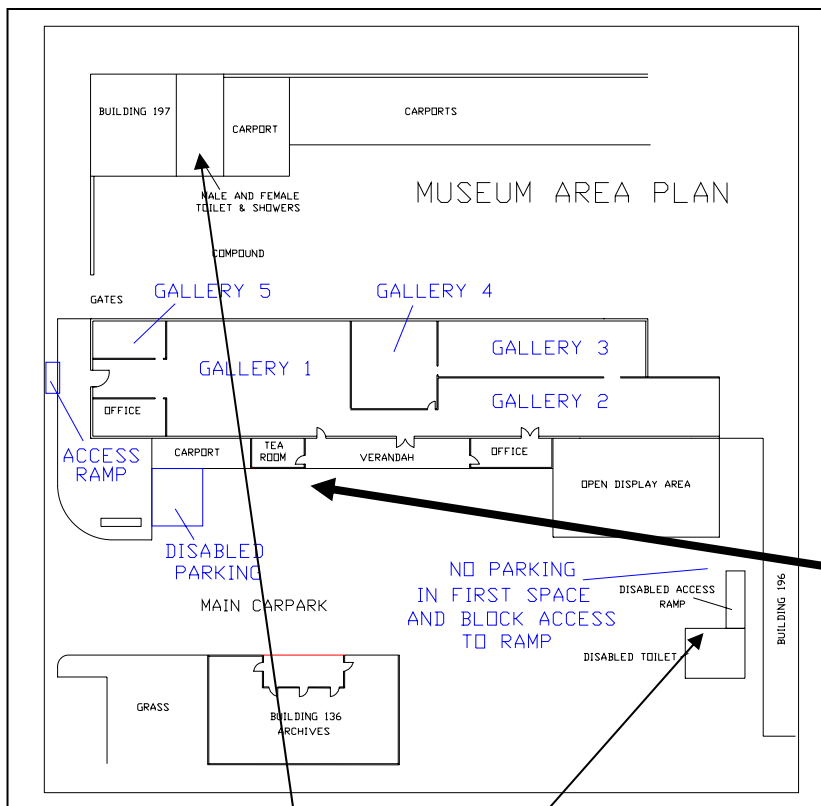 BUILDING 197
CARPORT
CARPORTS
MALE AND FEMALE
TOILET & SHOWERS
MUSEUM AREA PLAN
COMPOUND
GATES
GALLERY 5
GALLERY 4
GALLERY 1
GALLERY 3
GALLERY 2
OFFICE
ACCESS
RAMP
CARPORT
TEA
ROOM
VERANDAH
OFFICE
OPEN DISPLAY AREA
DISABLED
PARKING
MAIN CARPARK
NO PARKING
IN FIRST SPACE
AND BLOCK ACCESS
TO RAMP
DISABLED ACCESS
RAMP
DISABLED TOILET
BUILDING 196
GRASS
BUILDING 136
ARCHIVES